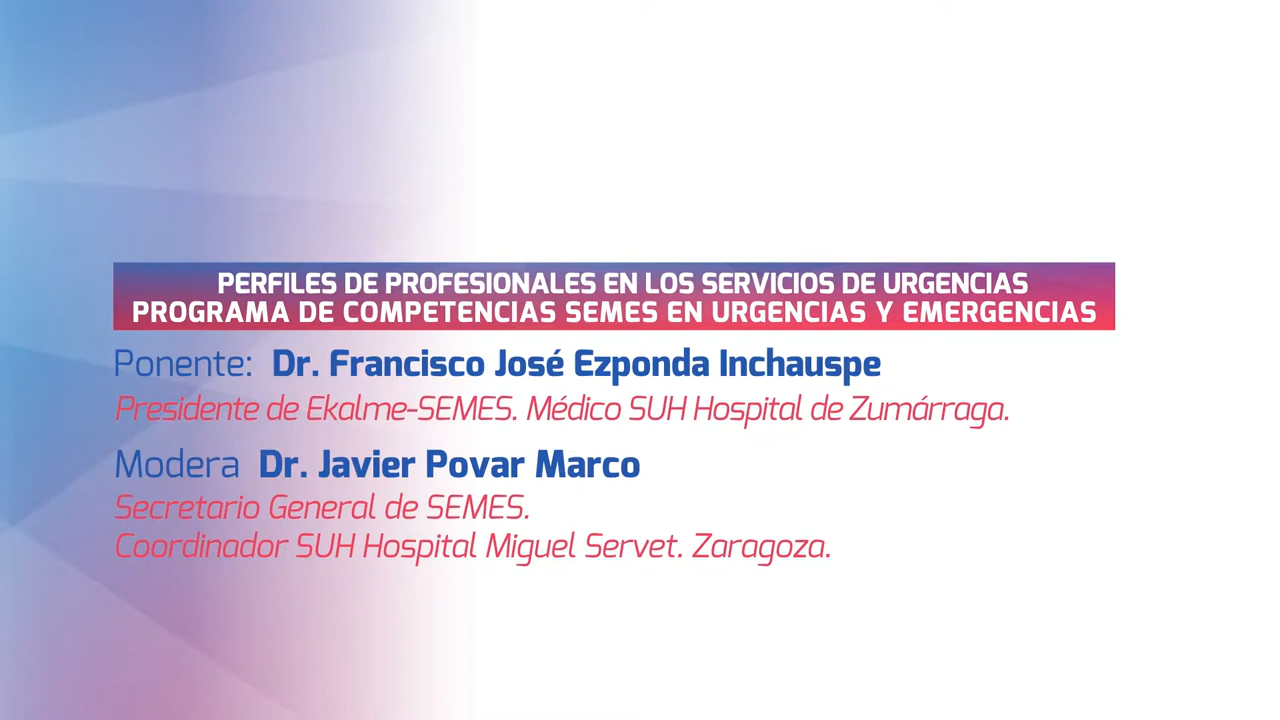 PERFILES DE PROFESIONALES EN LOS SERVICIOS DE URGENCIAS
PROGRAMA DE COMPETENCIAS SEMES EN URGENCIAS Y EMERGENCIAS
Ponente: Dr. Francisco José Ezponda Inchauspe
Presidente de Ekalme-SEMES. Médico SUH Hospital de Zumárraga.
Modera Dr. Javier Povar Marco
Secretario General de SEMES.
Coordinador SUH Hospital Miguel Servet. Zaragoza.